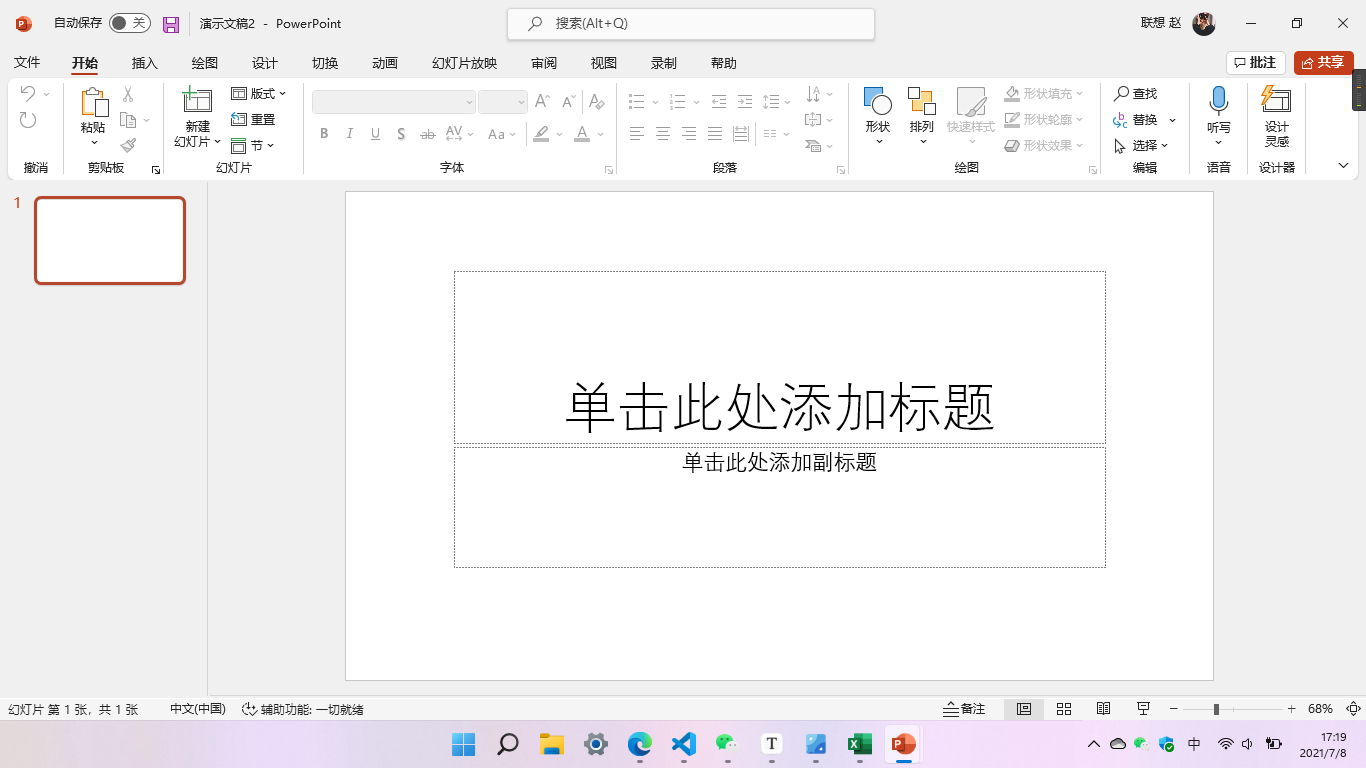 自动保存 关 演示文稿2 - PowerPoint 搜索(Alt+Q) 联想 赵
文件 开始 插入 绘图 设计 切换 动画 幻灯片放映 审阅 视图 录制 帮助 批注 共享
撤消
粘贴
剪贴板
新建
幻灯片
版式
重置
节
幻灯片
B I U S ab AV Aa A
字体
段落
形状
排列
快速样式
形状填充
形状轮廓
形状效果
绘图
查找
替换
选择
编辑
听写
语音
设计
灵感
设计器
1
单击此处添加标题
单击此处添加副标题
幻灯片 第 1 张，共 1 张 中文(中国) 辅助功能: 一切就绪 备注 68%
中 17:19
2021/7/8